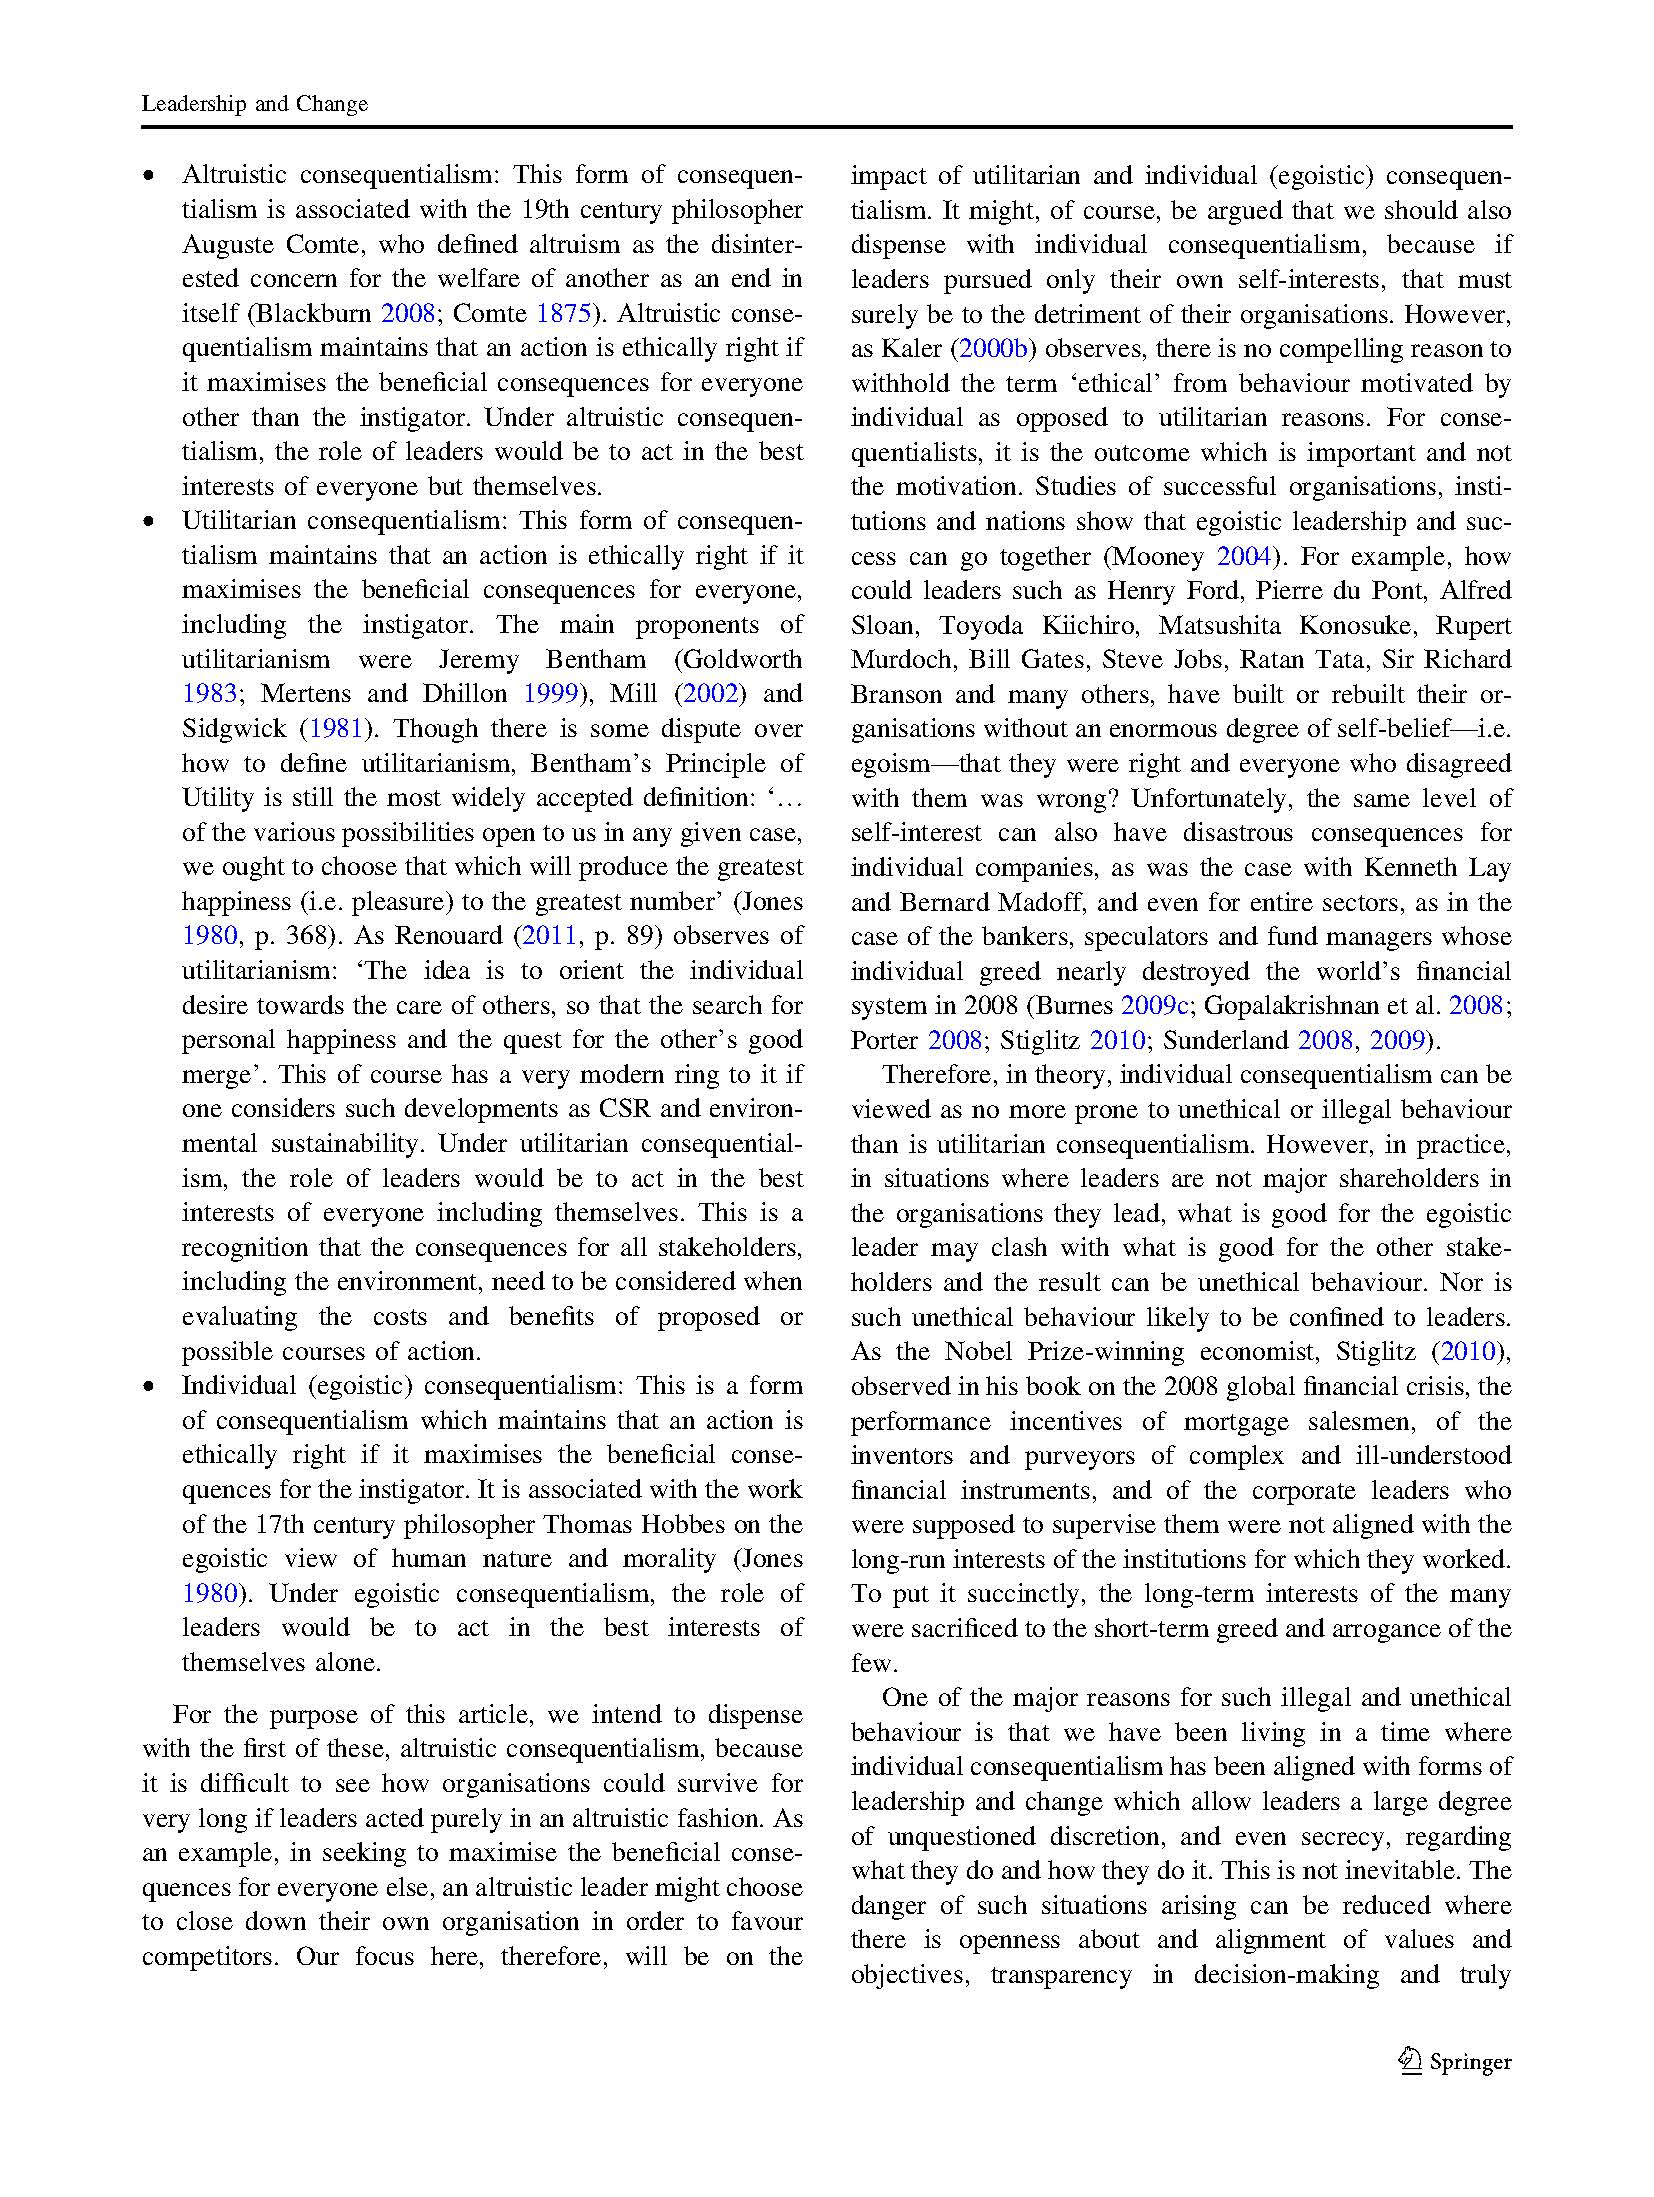 Leadership and Change
• Altruistic consequentialism: This form of consequen-
tialism is associated with the 19th century philosopher
Auguste Comte, who defined altruism as the disinter-
ested concern for the welfare of another as an end in
itself (Blackburn 2008; Comte 1875). Altruistic conse-
quentialism maintains that an action is ethically right if
it maximises the beneficial consequences for everyone
other than the instigator. Under altruistic consequen-
tialism, the role of leaders would be to act in the best
interests of everyone but themselves.
• Utilitarian consequentialism: This form of consequen-
tialism maintains that an action is ethically right if it
maximises the beneficial consequences for everyone,
including the instigator. The main proponents of
utilitarianism were Jeremy Bentham (Goldworth
1983; Mertens and Dhillon 1999), Mill (2002) and
Sidgwick (1981). Though there is some dispute over
how to define utilitarianism, Bentham's Principle of
Utility is still the most widely accepted definition: '…
of the various possibilities open to us in any given case,
we ought to choose that which will produce the greatest
happiness (i.e. pleasure) to the greatest number' (Jones
1980, p. 368). As Renouard (2011, p. 89) observes of
utilitarianism: 'The idea is to orient the individual
desire towards the care of others, so that the search for
personal happiness and the quest for the other's good
merge'. This of course has a very modern ring to it if
one considers such developments as CSR and environ-
mental sustainability. Under utilitarian consequential-
ism, the role of leaders would be to act in the best
interests of everyone including themselves. This is a
recognition that the consequences for all stakeholders,
including the environment, need to be considered when
evaluating the costs and benefits of proposed or
possible courses of action.
• Individual (egoistic) consequentialism: This is a form
of consequentialism which maintains that an action is
ethically right if it maximises the beneficial conse-
quences for the instigator. It is associated with the work
of the 17th century philosopher Thomas Hobbes on the
egoistic view of human nature and morality (Jones
1980). Under egoistic consequentialism, the role of
leaders would be to act in the best interests of
themselves alone.
For the purpose of this article, we intend to dispense
with the first of these, altruistic consequentialism, because
it is difficult to see how organisations could survive for
very long if leaders acted purely in an altruistic fashion. As
an example, in seeking to maximise the beneficial conse-
quences for everyone else, an altruistic leader might choose
to close down their own organisation in order to favour
competitors. Our focus here, therefore, will be on the
impact of utilitarian and individual (egoistic) consequen-
tialism. It might, of course, be argued that we should also
dispense with individual consequentialism, because if
leaders pursued only their own self-interests, that must
surely be to the detriment of their organisations. However,
as Kaler (2000b) observes, there is no compelling reason to
withhold the term 'ethical' from behaviour motivated by
individual as opposed to utilitarian reasons. For conse-
quentialists, it is the outcome which is important and not
the motivation. Studies of successful organisations, insti-
tutions and nations show that egoistic leadership and suc-
cess can go together (Mooney 2004). For example, how
could leaders such as Henry Ford, Pierre du Pont, Alfred
Sloan, Toyoda Kiichiro, Matsushita Konosuke, Rupert
Murdoch, Bill Gates, Steve Jobs, Ratan Tata, Sir Richard
Branson and many others, have built or rebuilt their or-
ganisations without an enormous degree of self-belief—i.e.
egoism—that they were right and everyone who disagreed
with them was wrong? Unfortunately, the same level of
self-interest can also have disastrous consequences for
individual companies, as was the case with Kenneth Lay
and Bernard Madoff, and even for entire sectors, as in the
case of the bankers, speculators and fund managers whose
individual greed nearly destroyed the world's financial
system in 2008 (Burnes 2009c; Gopalakrishnan et al. 2008;
Porter 2008; Stiglitz 2010; Sunderland 2008, 2009).
Therefore, in theory, individual consequentialism can be
viewed as no more prone to unethical or illegal behaviour
than is utilitarian consequentialism. However, in practice,
in situations where leaders are not major shareholders in
the organisations they lead, what is good for the egoistic
leader may clash with what is good for the other stake-
holders and the result can be unethical behaviour. Nor is
such unethical behaviour likely to be confined to leaders.
As the Nobel Prize-winning economist, Stiglitz (2010),
observed in his book on the 2008 global financial crisis, the
performance incentives of mortgage salesmen, of the
inventors and purveyors of complex and ill-understood
financial instruments, and of the corporate leaders who
were supposed to supervise them were not aligned with the
long-run interests of the institutions for which they worked.
To put it succinctly, the long-term interests of the many
were sacrificed to the short-term greed and arrogance of the
few.
One of the major reasons for such illegal and unethical
behaviour is that we have been living in a time where
individual consequentialism has been aligned with forms of
leadership and change which allow leaders a large degree
of unquestioned discretion, and even secrecy, regarding
what they do and how they do it. This is not inevitable. The
danger of such situations arising can be reduced where
there is openness about and alignment of values and
objectives, transparency in decision-making and truly
Springer